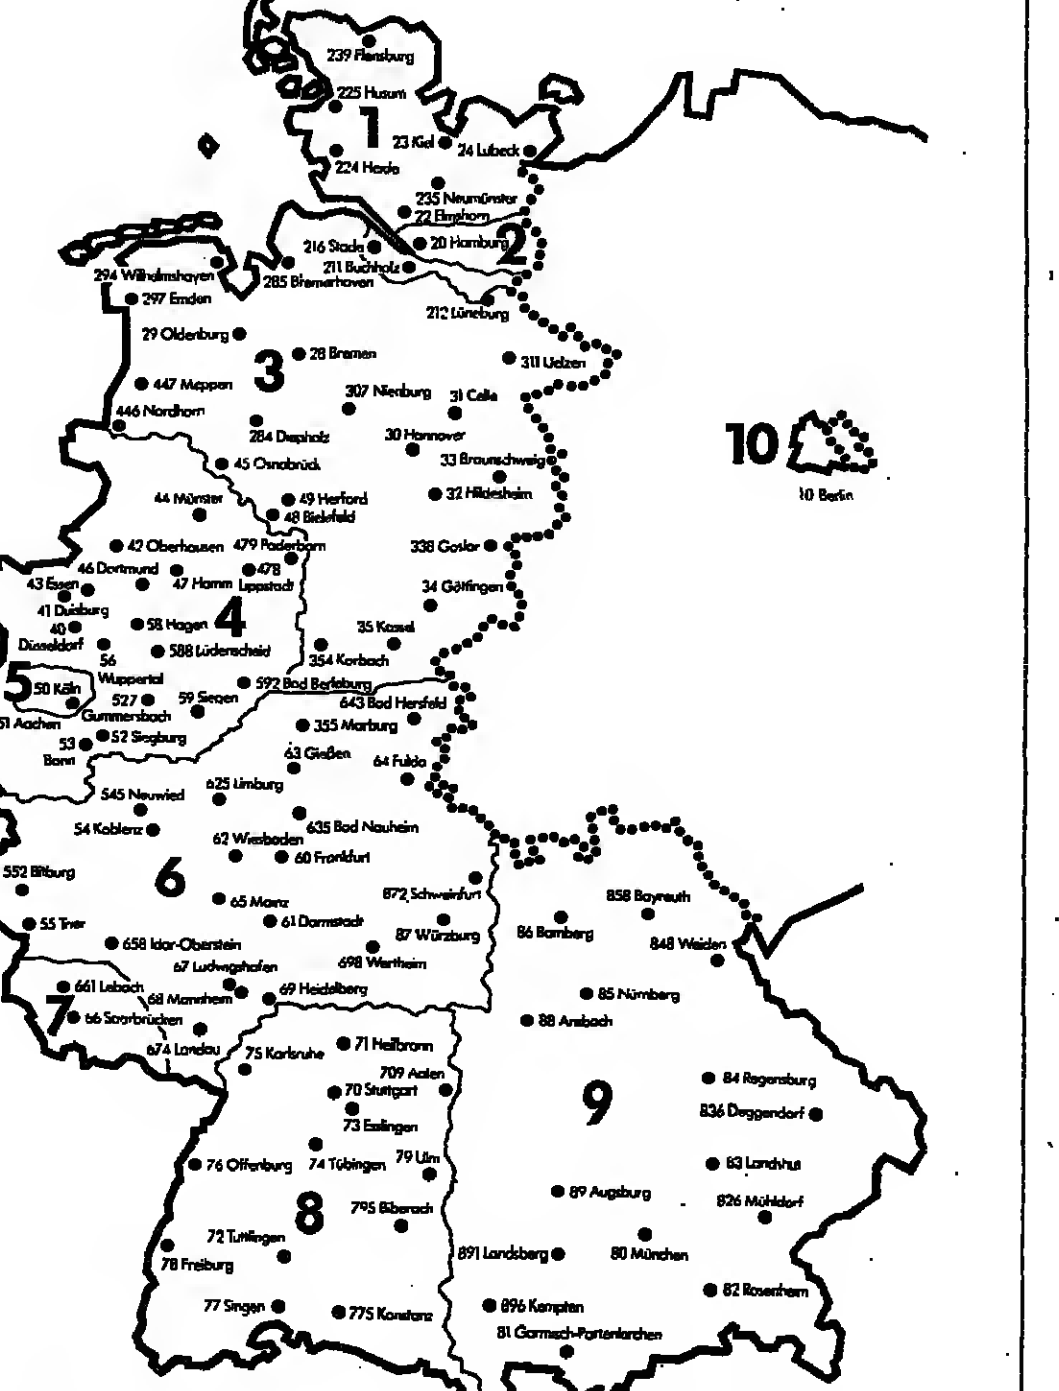 239 Flensburg
225 Husum
1
23 Kiel
24 Lubeck
224 Heide
235 Neumünster
22 Elmshorn
2
216 Stade
20 Hamburg
211 Buchholz
294 Wilhelmshaven
285 Bremerhaven
297 Emden
212 Lüneburg
29 Oldenburg
3
28 Bremen
311 Uelzen
447 Meppen
307 Nienburg
31 Celle
446 Nordhorn
284 Diepholz
30 Hannover
10
45 Osnabrück
33 Braunschweig
44 Münster
49 Herford
32 Hildesheim
10 Berlin
48 Bielefeld
42 Oberhausen
479 Paderborn
338 Goslar
46 Dortmund
478
43 Essen
47 Hamm
Lippstadt
34 Göttingen
41 Duisburg
40
58 Hagen
4
35 Kassel
Düsseldorf
56
588 Lüdenscheid
354 Korbach
5
Wuppertal
592 Bad Berleburg
50 Köln
527
59 Siegen
643 Bad Hersfeld
51 Aachen
Gummersbach
355 Marburg
53
52 Siegburg
Bonn
63 Gießen
64 Fulda
545 Neuwied
625 Limburg
54 Koblenz
635 Bad Nauheim
62 Wiesbaden
60 Frankfurt
552 Bitburg
6
872 Schweinfurt
65 Mainz
858 Bayreuth
55 Trier
61 Darmstadt
87 Würzburg
86 Bamberg
658 Idar-Oberstein
848 Weiden
67 Ludwigshafen
698 Wertheim
661 Lebach
68 Mannheim
69 Heidelberg
85 Nürnberg
7
66 Saarbrücken
88 Ansbach
674 Landau
75 Karlsruhe
71 Heilbronn
709 Aalen
84 Regensburg
70 Stuttgart
9
836 Deggendorf
73 Esslingen
76 Offenburg
74 Tübingen
79 Ulm
83 Landshut
8
795 Biberach
89 Augsburg
826 Mühldorf
72 Tuttlingen
78 Freiburg
891 Landsberg
80 München
82 Rosenheim
77 Singen
775 Konstanz
896 Kempten
81 Garmisch-Partenkirchen